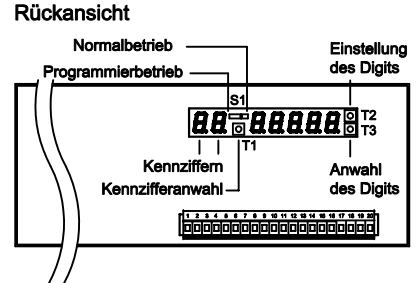 Rückansicht
Normalbetrieb
Einstellung
des Digits
Programmierbetrieb
S1
T2
T3
T1
Kennziffern
Kennzifferanwahl
Anwahl
des Digits
1 2 3 4 5 6 7 8 9 10 11 12 13 14 15 16 17 18 19 20